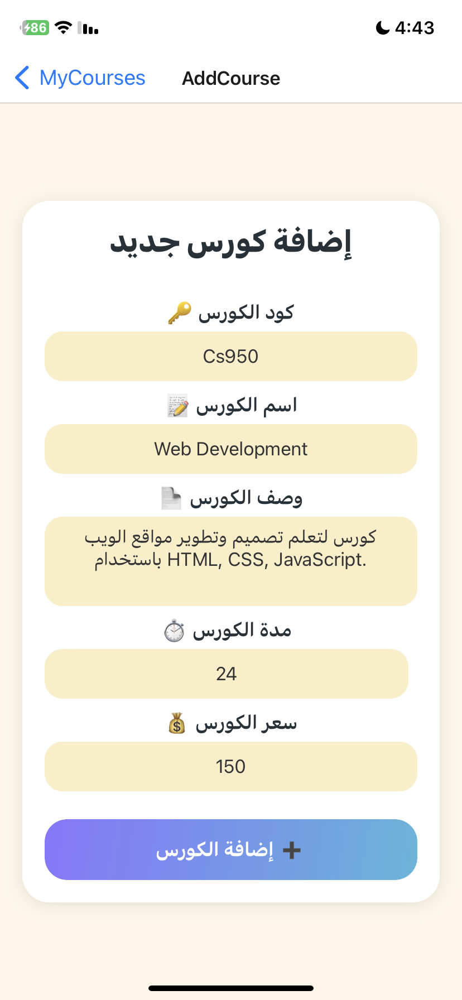 86
4:43
MyCourses
AddCourse
إضافة كورس جديد
كود الكورس 🔑
Cs950
اسم الكورس 📝
Web Development
وصف الكورس 📄
كورس لتعلم تصميم وتطوير مواقع الويب
باستخدام HTML, CSS, JavaScript.
مدة الكورس ⏱️
24
سعر الكورس 💰
150
➕ إضافة الكورس